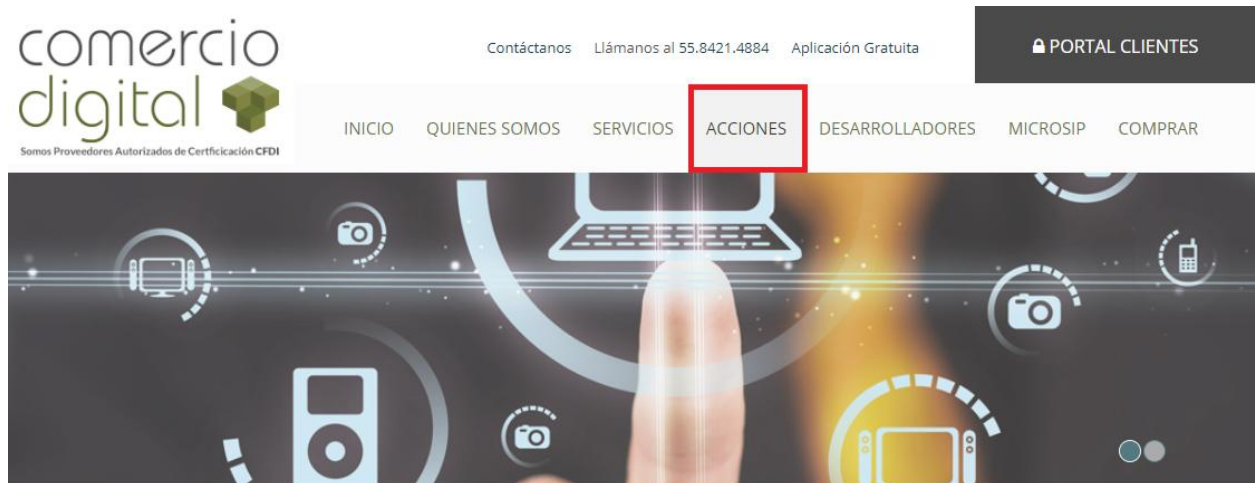 comercio
digital
Somos Proveedores Autorizados de Certficicación CFDI
Contáctanos Llámanos al 55.8421.4884 Aplicación Gratuita
PORTAL CLIENTES
INICIO QUIENES SOMOS SERVICIOS ACCIONES DESARROLLADORES MICROSIP COMPRAR